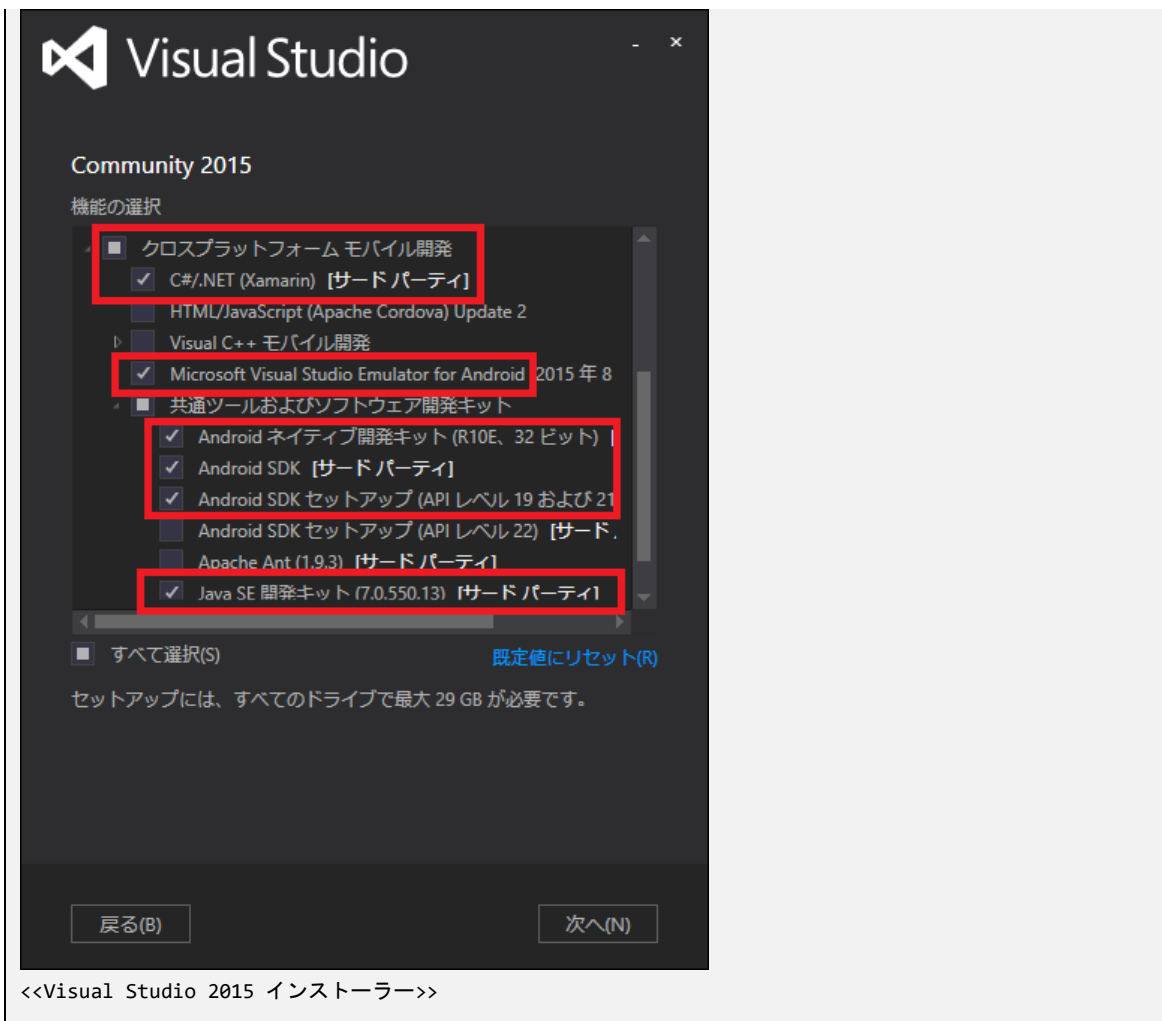 Visual Studio
Community 2015
機能の選択
クロスプラットフォーム モバイル開発
C#/.NET (Xamarin) [サード パーティ]
HTML/JavaScript (Apache Cordova) Update 2
Visual C++ モバイル開発
Microsoft Visual Studio Emulator for Android 2015 年 8
共通ツールおよびソフトウェア開発キット
Android ネイティブ開発キット (R10E、32 ビット) [
Android SDK [サード パーティ]
Android SDK セットアップ (API レベル 19 および 21
Android SDK セットアップ (API レベル 22) [サード .
Apache Ant (1.9.3) [サード パーティ]
Java SE 開発キット (7.0.550.13) [サード パーティ]
すべて選択(S) 既定値にリセット(R)
セットアップには、すべてのドライブで最大 29 GB が必要です。
戻る(B) 次へ(N)
<<Visual Studio 2015 インストーラー>>